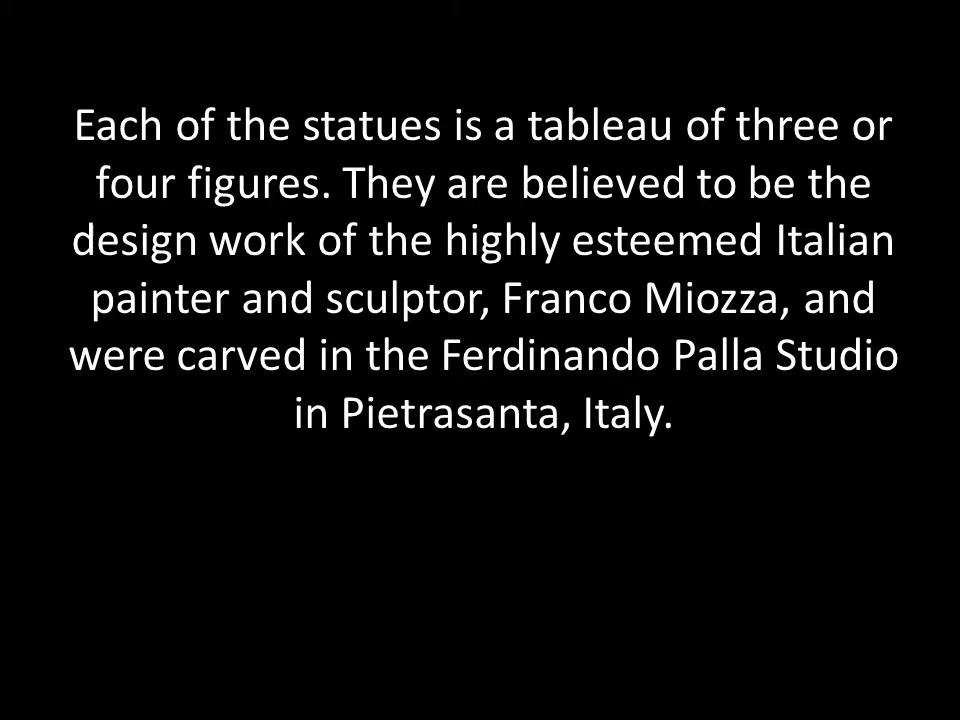 Each of the statues is a tableau of three or
four figures. They are believed to be the
design work of the highly esteemed Italian
painter and sculptor, Franco Miozza, and
were carved in the Ferdinando Palla Studio
in Pietrasanta, Italy.